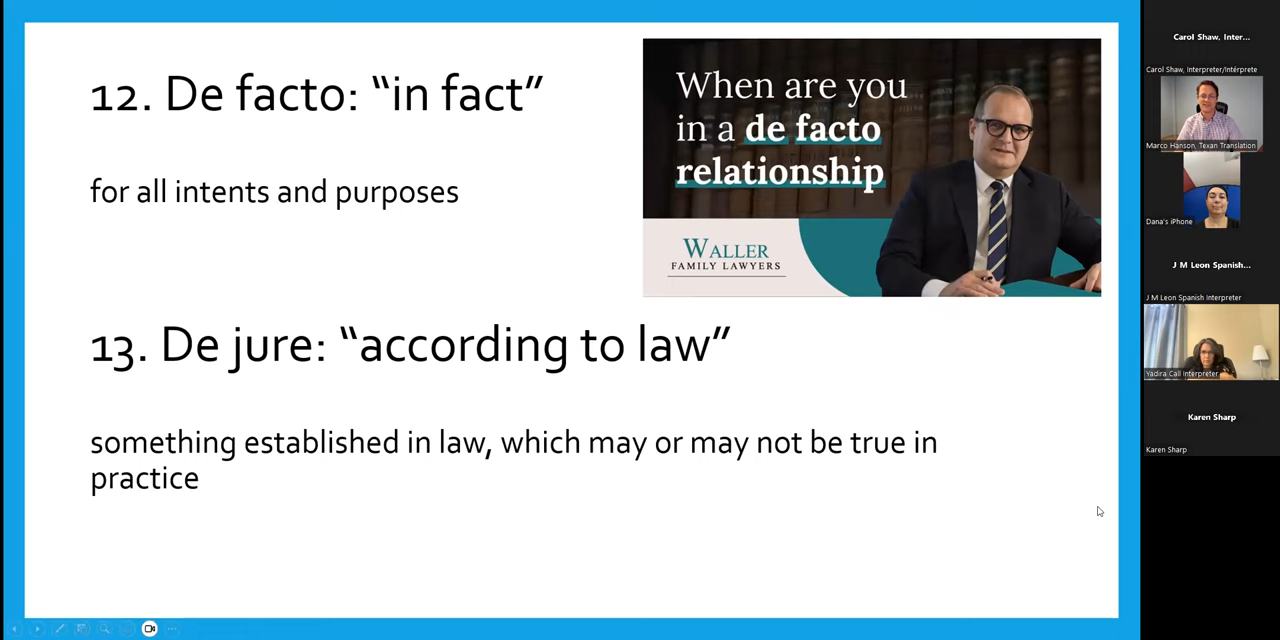 12. De facto: “in fact”
for all intents and purposes
When are you
in a de facto
relationship
WALLER
FAMILY LAWYERS
13. De jure: “according to law”
something established in law, which may or may not be true in
practice
Carol Shaw, Inter...
Carol Shaw, Interpreter/Intérprete
Marco Hanson, Texan Translation
Dana's iPhone
J M Leon Spanish...
J M Leon Spanish Interpreter
Yadira Call Interpreter
Karen Sharp
Karen Sharp